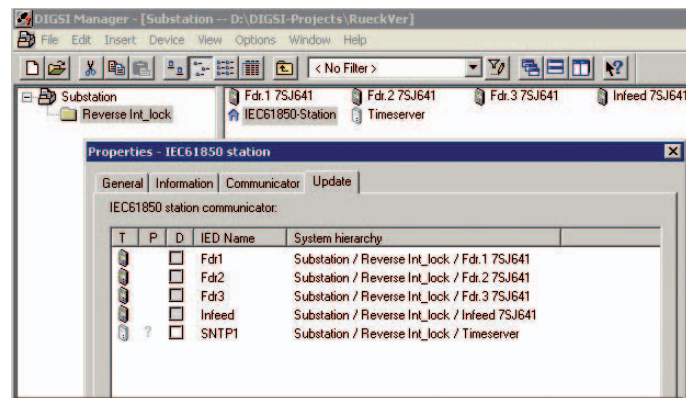 DIGSI Manager - [Substation -- D:\DIGSI-Projects\RueckVer]
File Edit Insert Device View Options Window Help
< No Filter >
Substation
Reverse Int_lock
Fdr.1 7SJ641 Fdr.2 7SJ641 Fdr.3 7SJ641 Infeed 7SJ641
IEC61850-Station Timeserver
Properties - IEC61850 station
General Information Communicator Update
IEC61850 station communicator:
T P D IED Name System hierarchy
Fdr1 Substation / Reverse Int_lock / Fdr.1 7SJ641
Fdr2 Substation / Reverse Int_lock / Fdr.2 7SJ641
Fdr3 Substation / Reverse Int_lock / Fdr.3 7SJ641
Infeed Substation / Reverse Int_lock / Infeed 7SJ641
? SNTP1 Substation / Reverse Int_lock / Timeserver